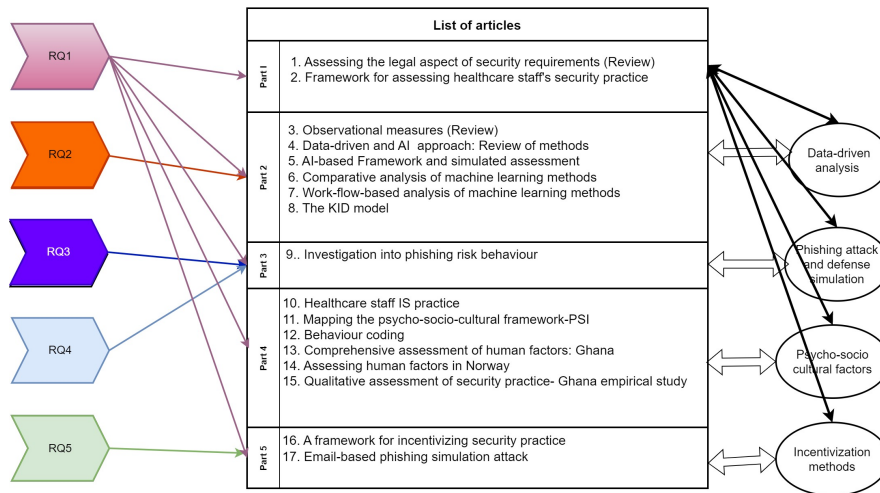 List of articles
RQ1
RQ2
RQ3
RQ4
RQ5
Part I
1. Assessing the legal aspect of security requirements (Review)
2. Framework for assessing healthcare staff's security practice
Part 2
3. Observational measures (Review)
4. Data-driven and AI approach: Review of methods
5. AI-based Framework and simulated assessment
6. Comparative analysis of machine learning methods
7. Work-flow-based analysis of machine learning methods
8. The KID model
Part 3
9.. Investigation into phishing risk behaviour
Part 4
10. Healthcare staff IS practice
11. Mapping the psycho-socio-cultural framework-PSI
12. Behaviour coding
13. Comprehensive assessment of human factors: Ghana
14. Assessing human factors in Norway
15. Qualitative assessment of security practice- Ghana empirical study
Part 5
16. A framework for incentivizing security practice
17. Email-based phishing simulation attack
Data-driven
analysis
Phishing attack
and defense
simulation
Psycho-socio
cultural factors
Incentivization
methods